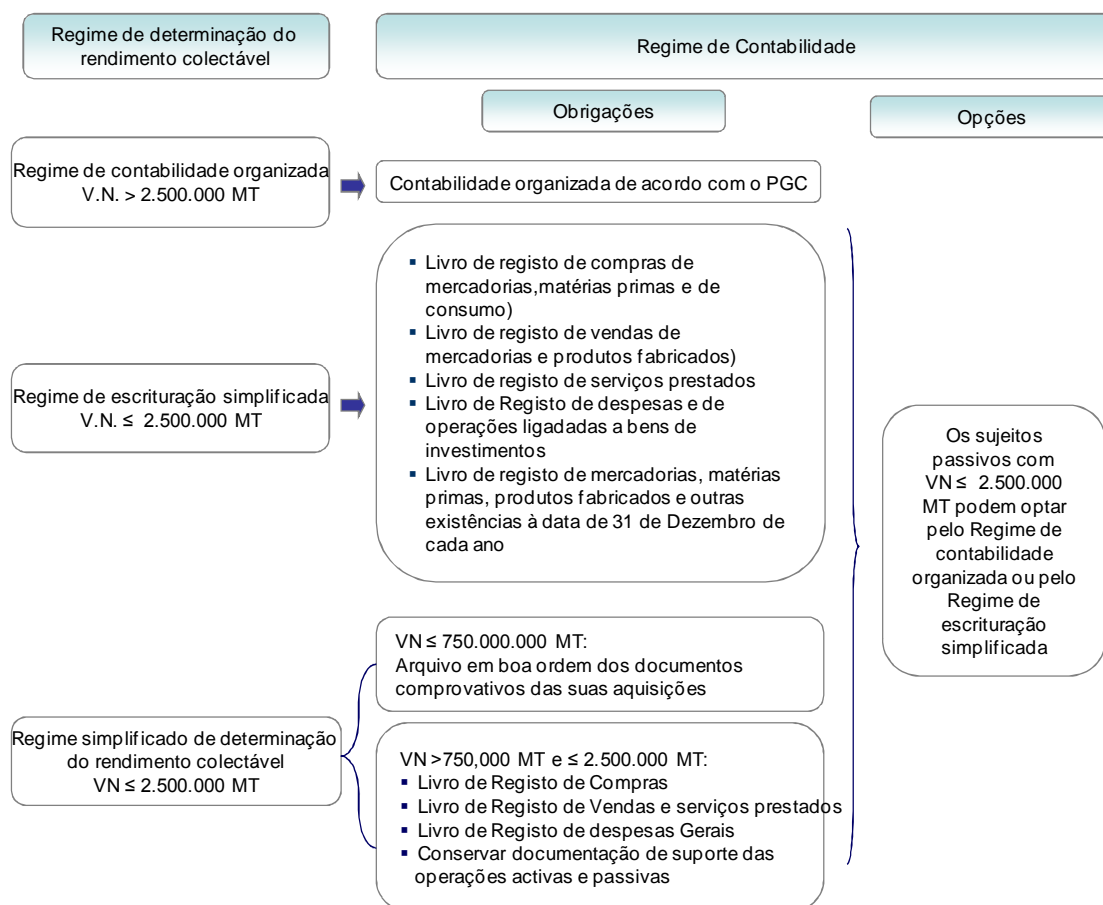 Regime de determinação do
rendimento colectável
Regime de Contabilidade
Obrigações
Opções
Regime de contabilidade organizada
V.N. > 2.500.000 MT
Contabilidade organizada de acordo com o PGC
Regime de escrituração simplificada
V.N. ≤ 2.500.000 MT
▪ Livro de registo de compras de
mercadorias,matérias primas e de
consumo)
▪ Livro de registo de vendas de
mercadorias e produtos fabricados)
▪ Livro de registo de serviços prestados
▪ Livro de Registo de despesas e de
operações ligadadas a bens de
investimentos
▪ Livro de registo de mercadorias, matérias
primas, produtos fabricados e outras
existências à data de 31 de Dezembro de
cada ano
Os sujeitos
passivos com
VN ≤ 2.500.000
MT podem optar
pelo Regime de
contabilidade
organizada ou pelo
Regime de
escrituração
simplificada
Regime simplificado de determinação
do rendimento colectável
VN ≤ 2.500.000 MT
VN ≤ 750.000.000 MT:
Arquivo em boa ordem dos documentos
comprovativos das suas aquisições
VN >750,000 MT e ≤ 2.500.000 MT:
▪ Livro de Registo de Compras
▪ Livro de Registo de Vendas e serviços prestados
▪ Livro de Registo de despesas Gerais
▪ Conservar documentação de suporte das
operações activas e passivas